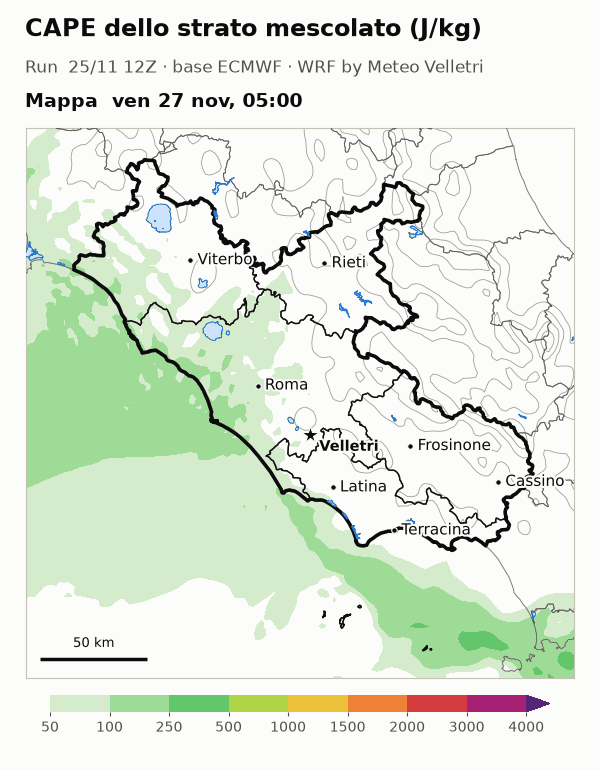 CAPE dello strato mescolato (J/kg)
Run  25/11 12Z · base ECMWF · WRF by Meteo Velletri
Mappa  ven 27 nov, 05:00
Viterbo
Rieti
Roma
Velletri
Frosinone
Cassino
Latina
Terracina
50 km
50 100 250 500 1000 1500 2000 3000 4000